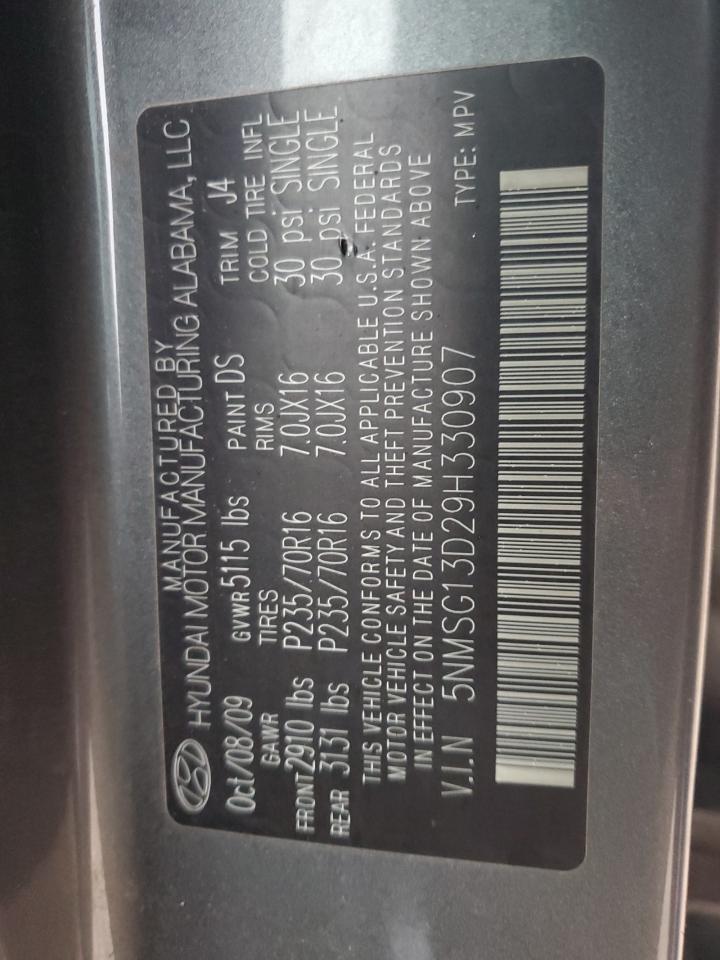 MANUFACTURED BY
HYUNDAI MOTOR MANUFACTURING ALABAMA, LLC
Oct/08/09 GVWR 5115 lbs PAINT DS TRIM J4
GAWR TIRES RIMS COLD TIRE INFL
FRONT 2910 lbs P235/70R16 7.0JX16 30 psi SINGLE
REAR 3131 lbs P235/70R16 7.0JX16 30 psi SINGLE
THIS VEHICLE CONFORMS TO ALL APPLICABLE U.S.A. FEDERAL
MOTOR VEHICLE SAFETY AND THEFT PREVENTION STANDARDS
IN EFFECT ON THE DATE OF MANUFACTURE SHOWN ABOVE
V.I.N 5NMSG13D29H330907 TYPE: MPV